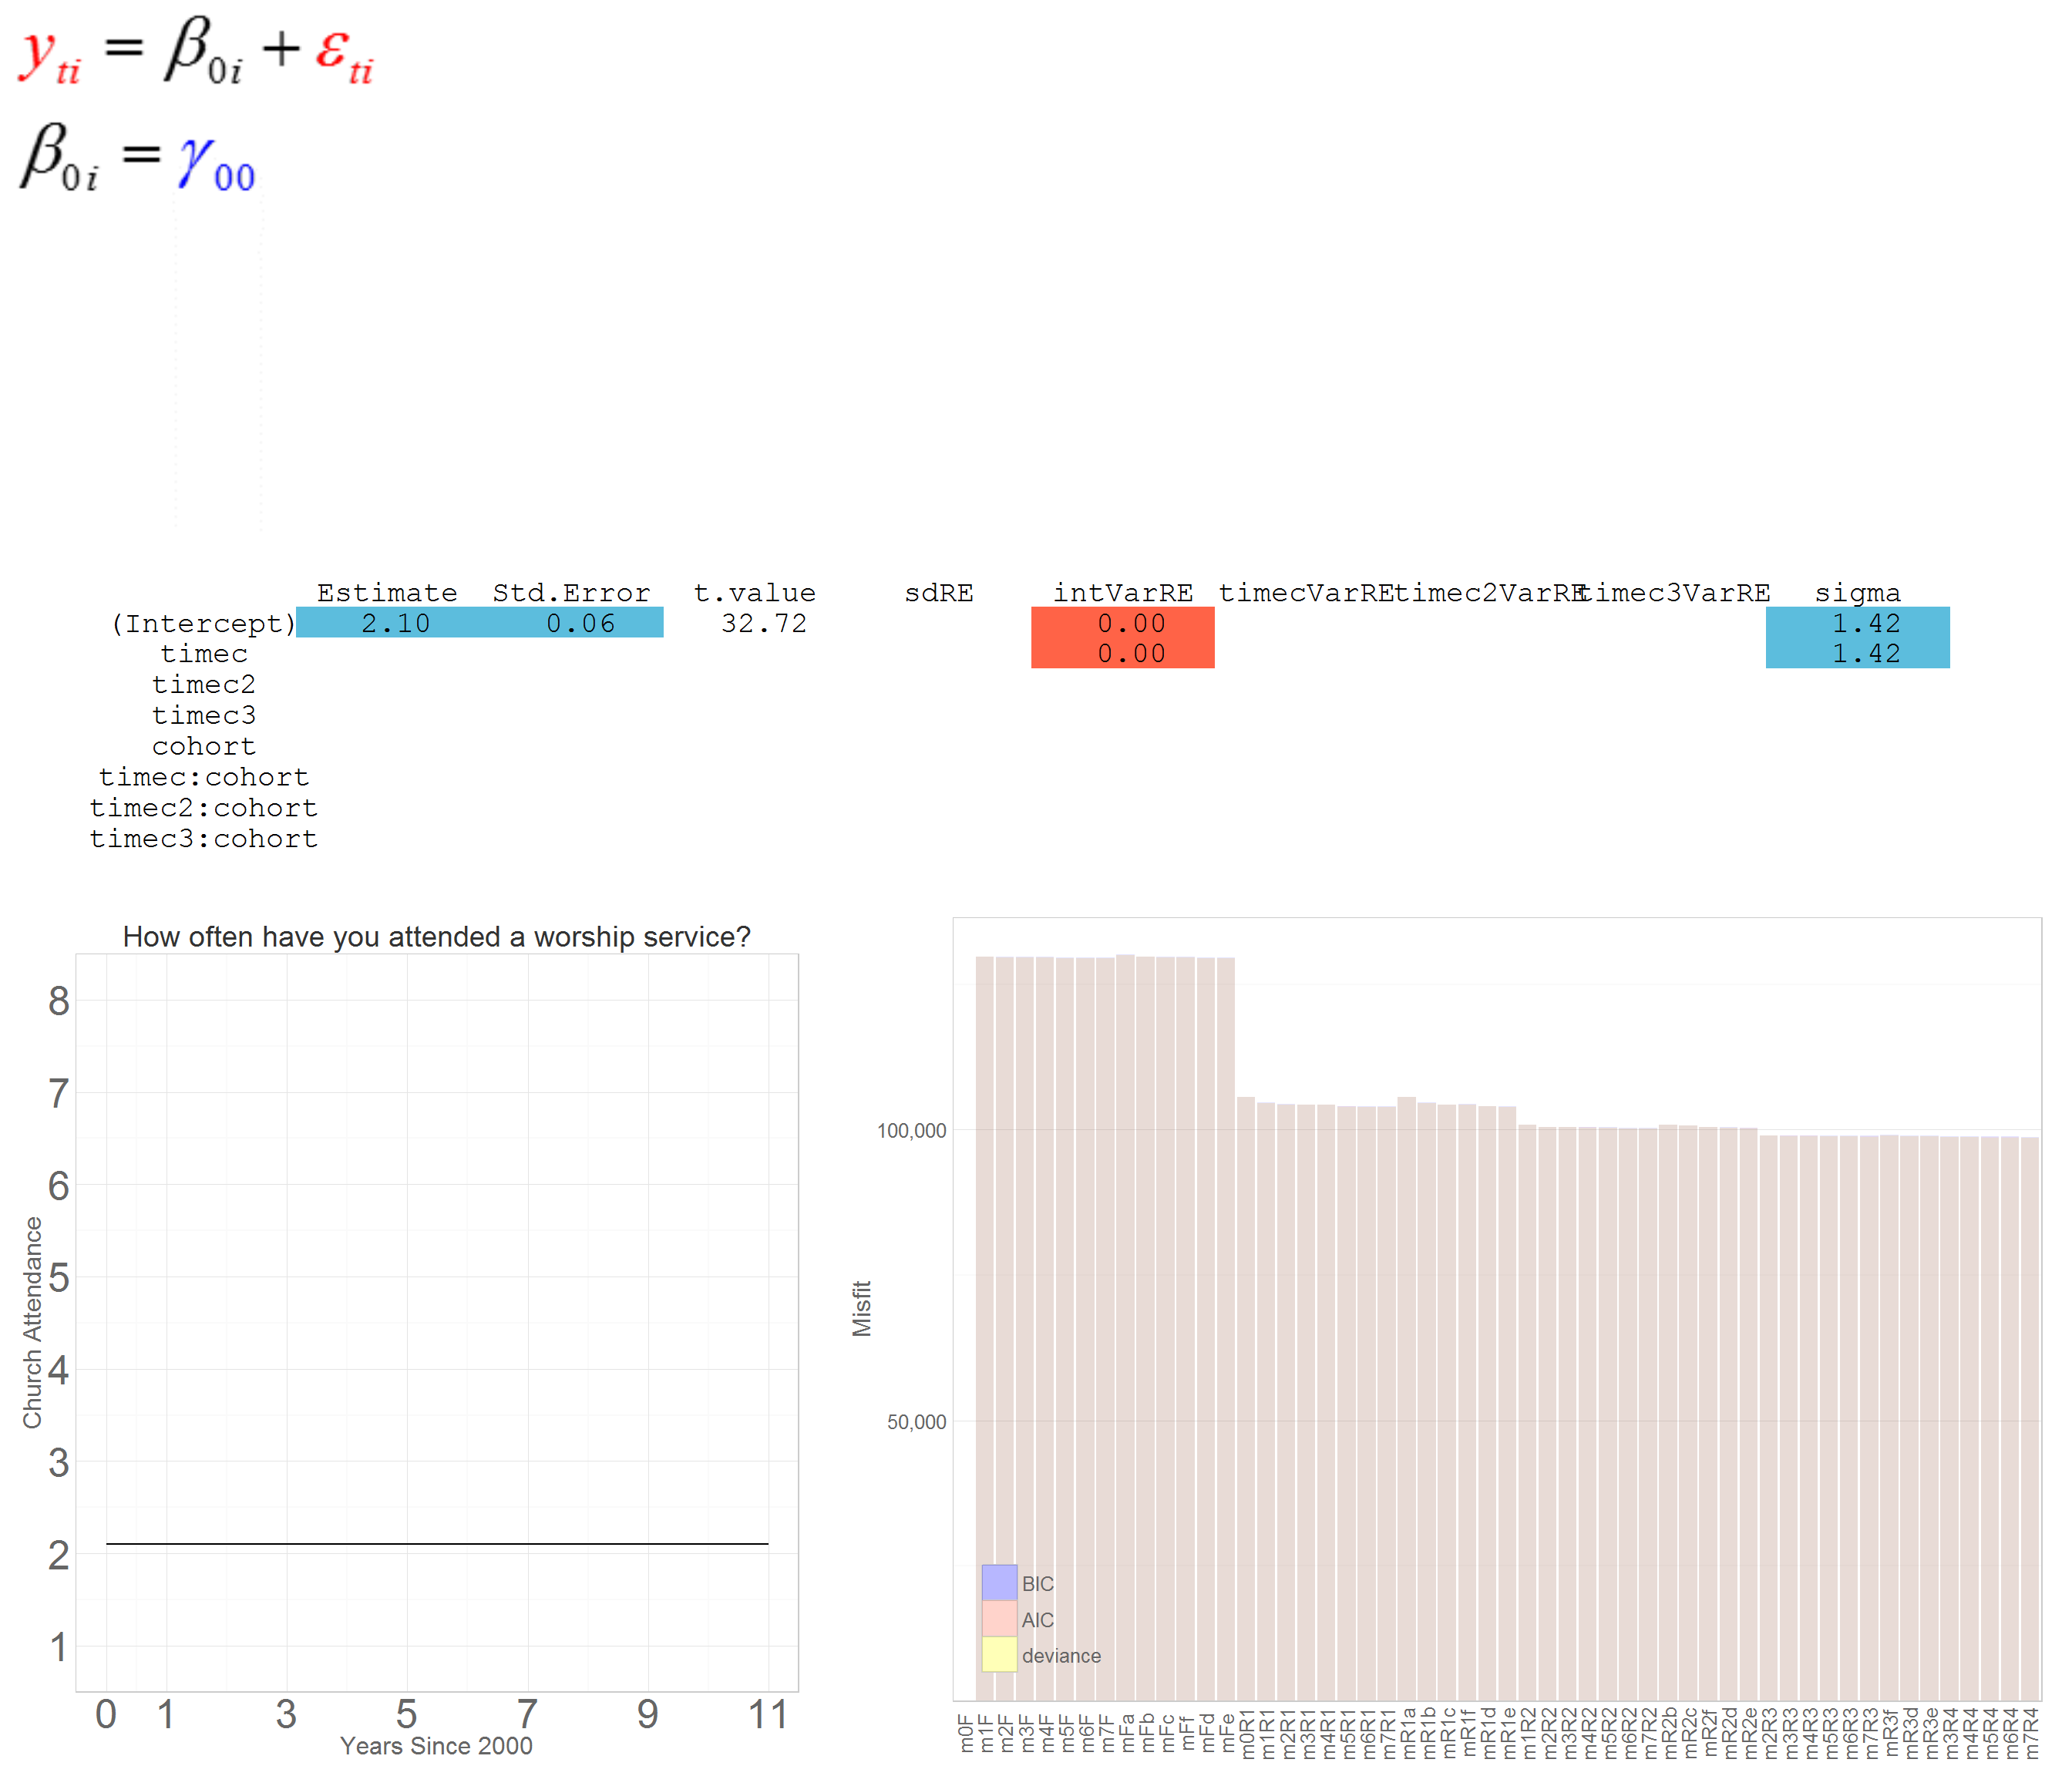 y_ti = β_0i + ε_ti
β_0i = γ_00
Estimate Std.Error t.value sdRE intVarRE timecVarRE timec2VarRE timec3VarRE sigma
(Intercept) 2.10 0.06 32.72 0.00 1.42
timec 0.00 1.42
timec2
timec3
cohort
timec:cohort
timec2:cohort
timec3:cohort
How often have you attended a worship service?
8
7
6
5
4
3
2
1
Church Attendance
0 1 3 5 7 9 11
Years Since 2000
Misfit
100,000
50,000
BIC
AIC
deviance
m0F
m1F
m2F
m3F
m4F
m5F
m6F
m7F
mFa
mFb
mFc
mFf
mFd
mFe
m0R1
m1R1
m2R1
m3R1
m4R1
m5R1
m6R1
m7R1
mR1a
mR1b
mR1c
mR1f
mR1d
mR1e
m1R2
m2R2
m3R2
m4R2
m5R2
m6R2
m7R2
mR2b
mR2c
mR2f
mR2d
mR2e
m2R3
m3R3
m4R3
m5R3
m6R3
m7R3
mR3f
mR3d
mR3e
m3R4
m4R4
m5R4
m6R4
m7R4